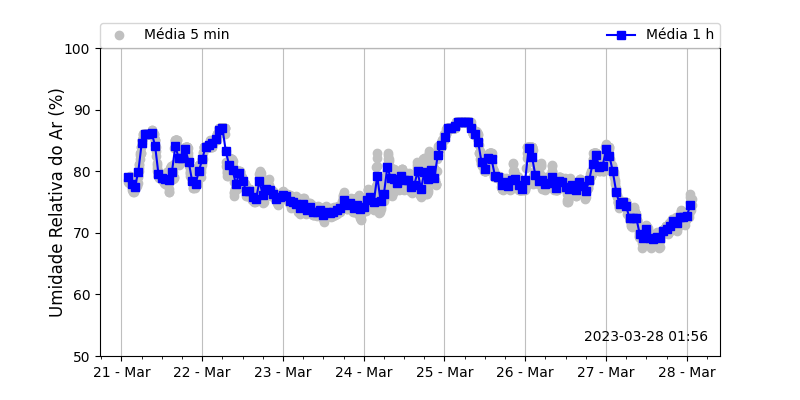 Média 5 min
Média 1 h
Umidade Relativa do Ar (%)
100
90
80
70
60
50
2023-03-28 01:56
21 - Mar
22 - Mar
23 - Mar
24 - Mar
25 - Mar
26 - Mar
27 - Mar
28 - Mar